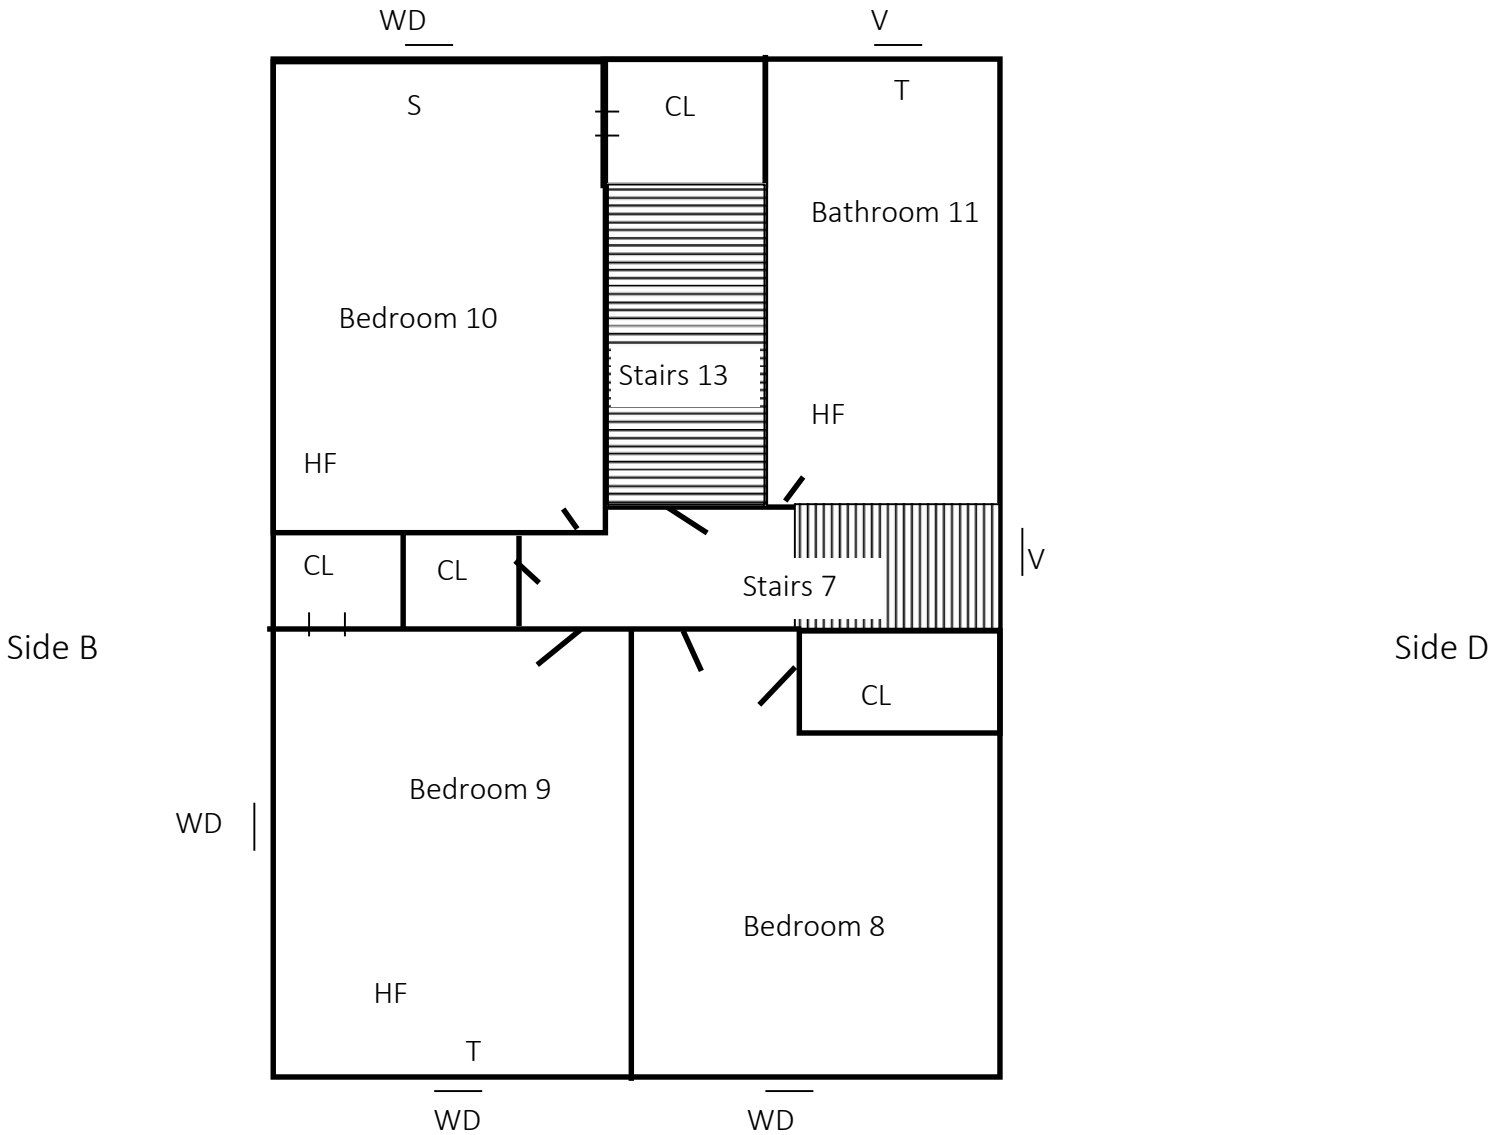 WD
V
T
S
CL
Bathroom 11
Bedroom 10
Stairs 13
HF
HF
V
CL
CL
Stairs 7
Side B
Side D
CL
Bedroom 9
WD
Bedroom 8
HF
T
WD
WD